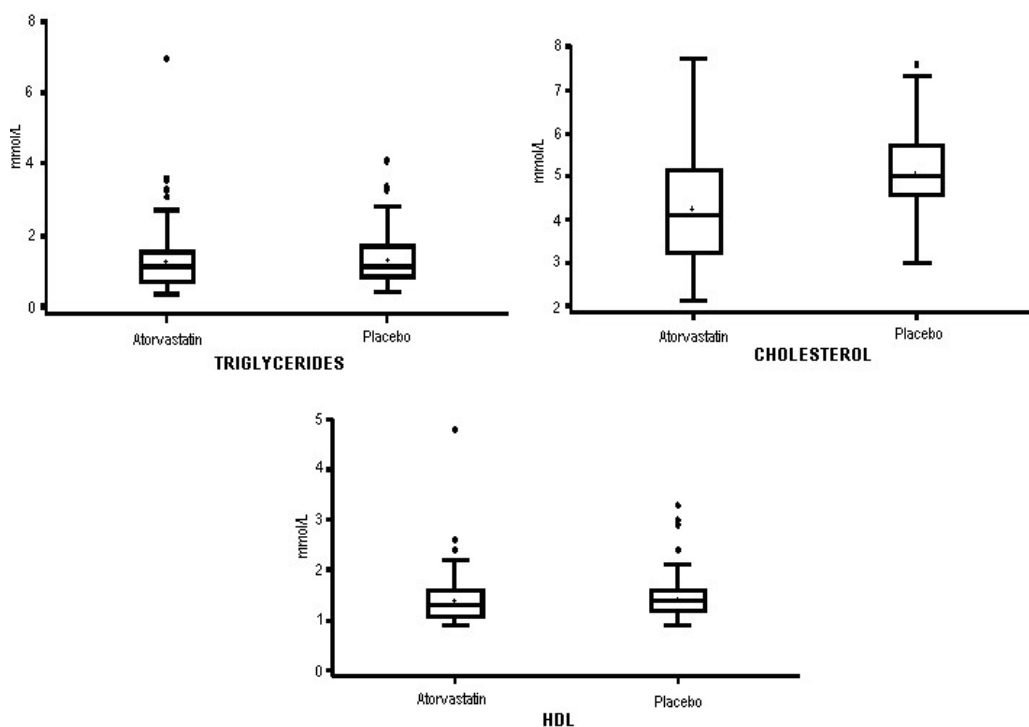 8
6
mmol/L
4
2
0
Atorvastatin
Placebo
TRIGLYCERIDES
8
7
6
mmol/L
5
4
3
2
Atorvastatin
Placebo
CHOLESTEROL
5
4
3
mmol/L
2
1
0
Atorvastatin
Placebo
HDL